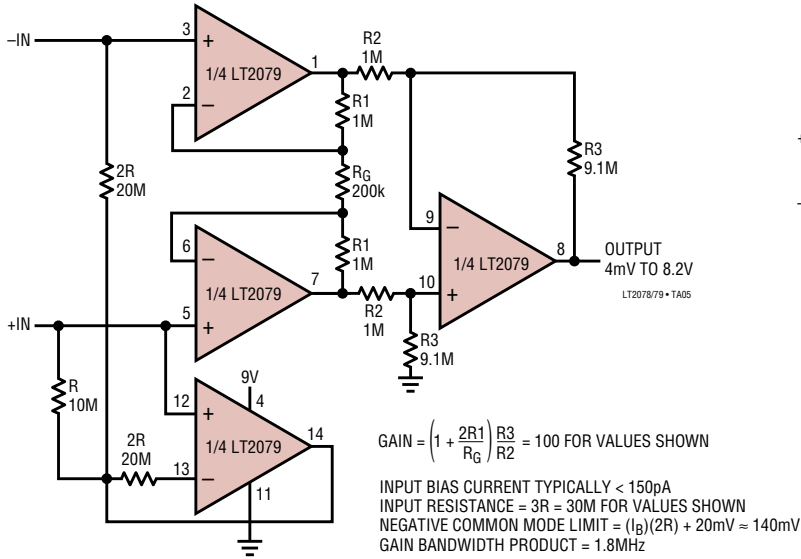 –IN
3
+
1/4 LT2079
2
–
1
R2
1M
R1
1M
RG
200k
R1
1M
2R
20M
R3
9.1M
6
–
1/4 LT2079
5
+
7
R2
1M
9
–
1/4 LT2079
10
+
8
OUTPUT
4mV TO 8.2V
LT2078/79 • TA05
R3
9.1M
+IN
R
10M
2R
20M
12
+
1/4 LT2079
13
–
9V
4
14
11
+
–
GAIN = (1 + 2R1/RG) R3/R2 = 100 FOR VALUES SHOWN
INPUT BIAS CURRENT TYPICALLY < 150pA
INPUT RESISTANCE = 3R = 30M FOR VALUES SHOWN
NEGATIVE COMMON MODE LIMIT = (IB)(2R) + 20mV ≈ 140mV
GAIN BANDWIDTH PRODUCT = 1.8MHz